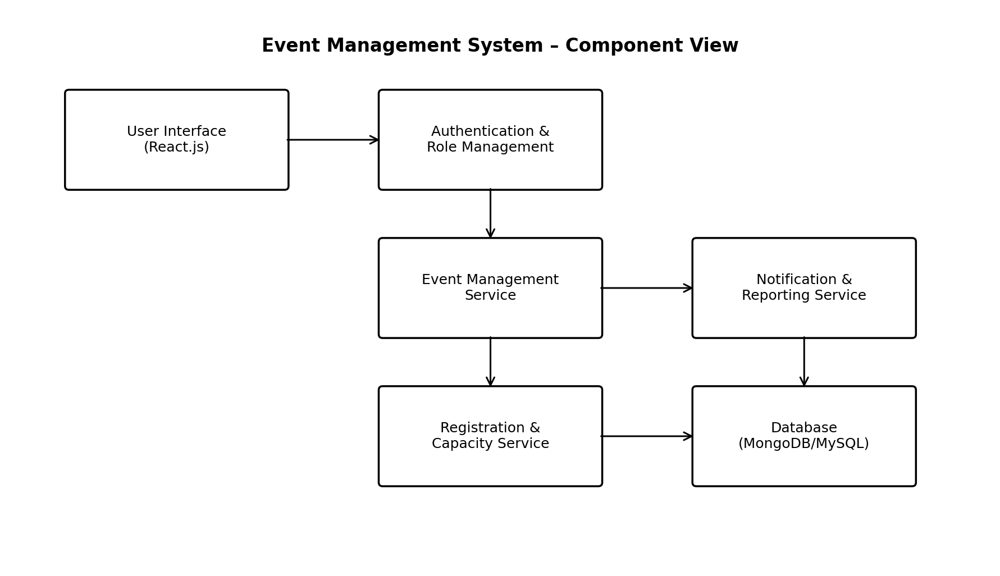 Event Management System – Component View
User Interface
(React.js)
Authentication &
Role Management
Event Management
Service
Notification &
Reporting Service
Registration &
Capacity Service
Database
(MongoDB/MySQL)